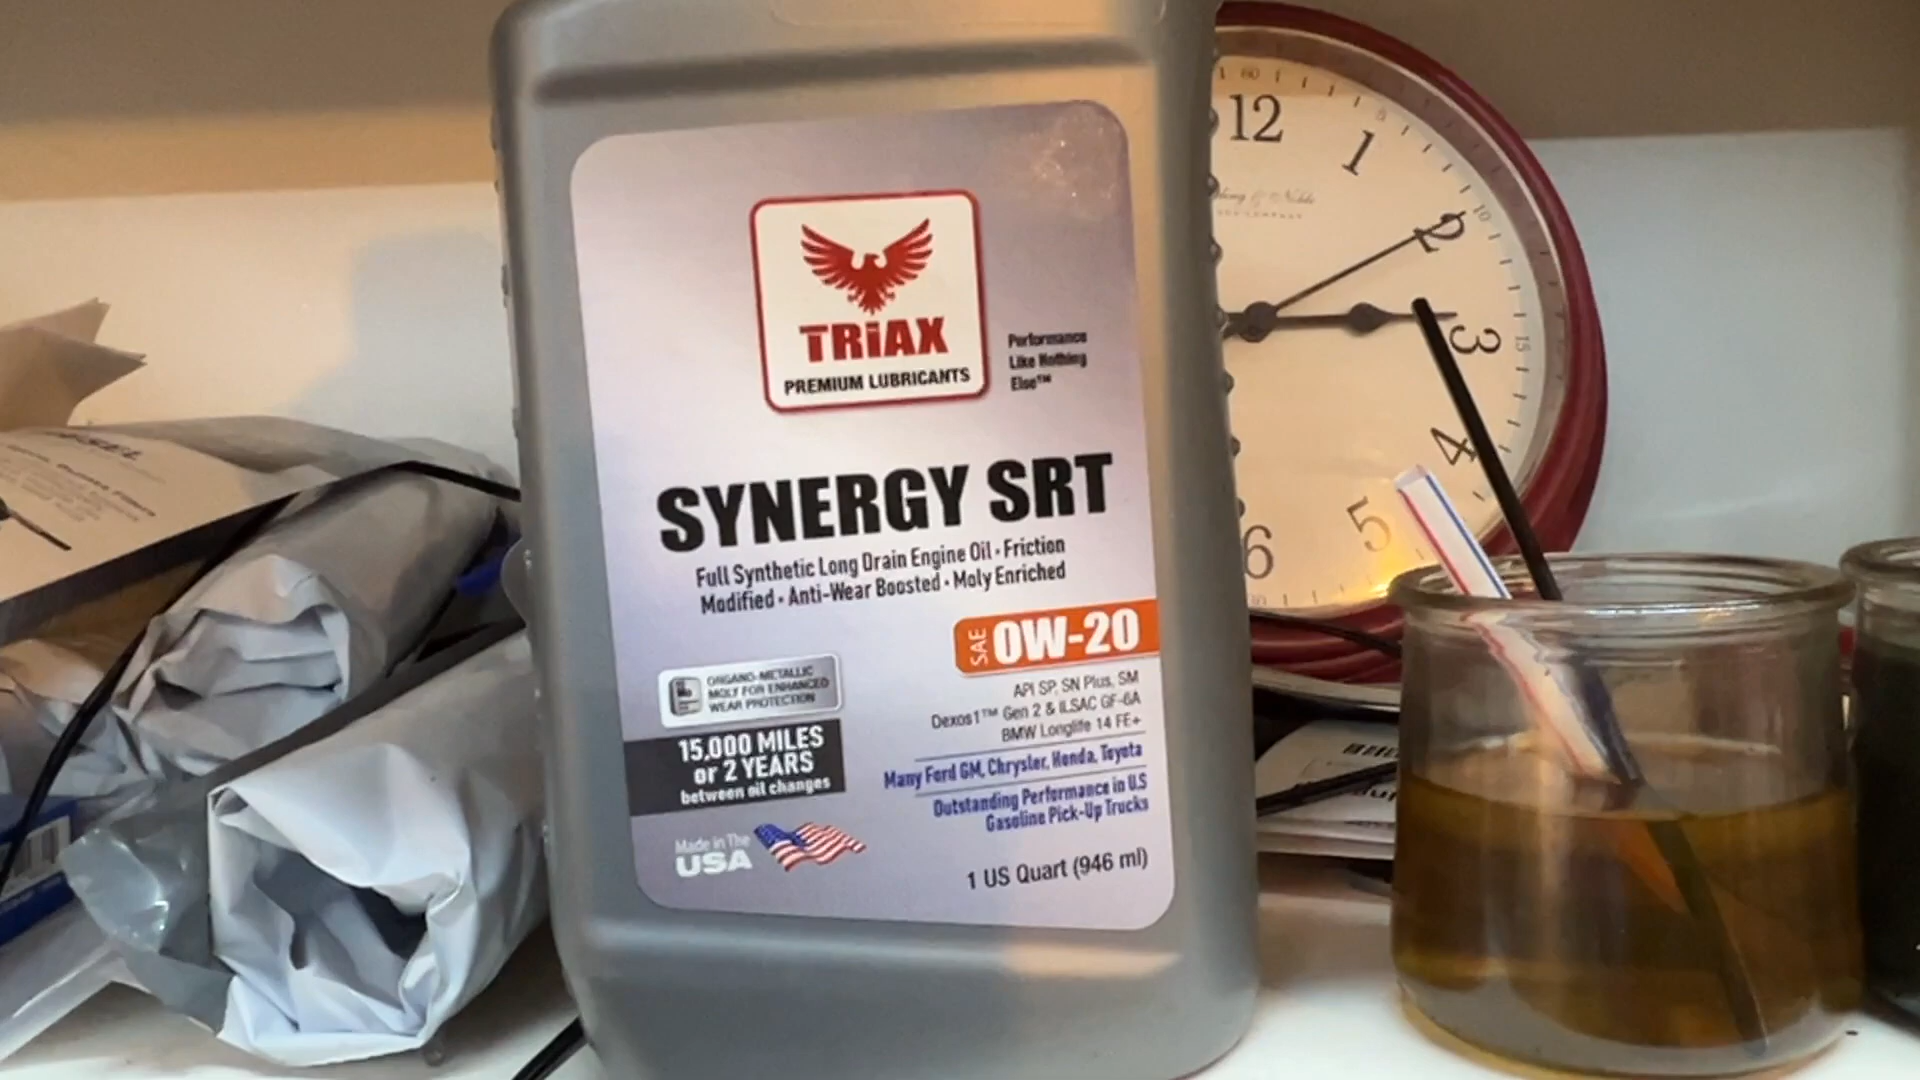 TRiAX
PREMIUM LUBRICANTS
Performance
Like Nothing
Else™
SYNERGY SRT
Full Synthetic Long Drain Engine Oil • Friction
Modified • Anti-Wear Boosted • Moly Enriched
SAE 0W-20
ORGANO-METALLIC
MOLY FOR ENHANCED
WEAR PROTECTION
API SP, SN Plus, SM
Dexos1™ Gen 2 & ILSAC GF-6A
BMW Longlife 14 FE+
15,000 MILES
or 2 YEARS
between oil changes
Many Ford GM, Chrysler, Honda, Toyota
Outstanding Performance in U.S
Gasoline Pick-Up Trucks
Made in The
USA
1 US Quart (946 ml)
60
12
1
2
10
3
15
4
5
6